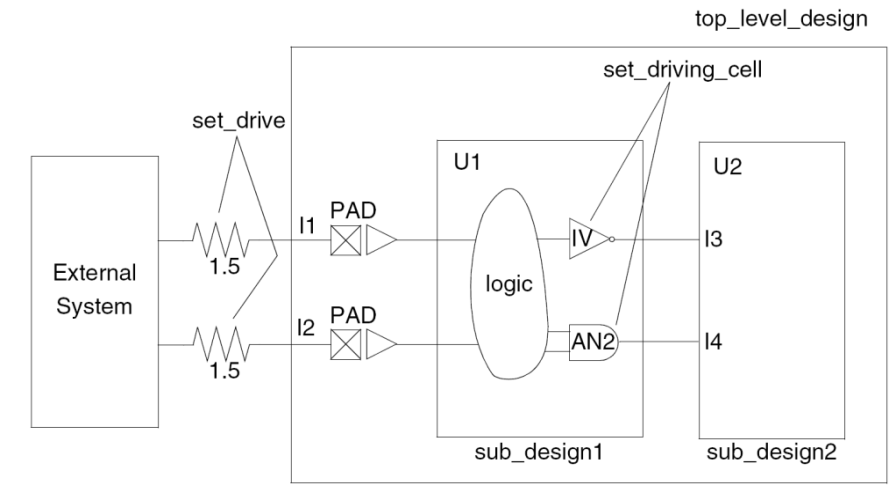 top_level_design
set_driving_cell
set_drive
U1
U2
I1
PAD
IV
I3
1.5
External
System
logic
I2
PAD
AN2
I4
1.5
sub_design1
sub_design2